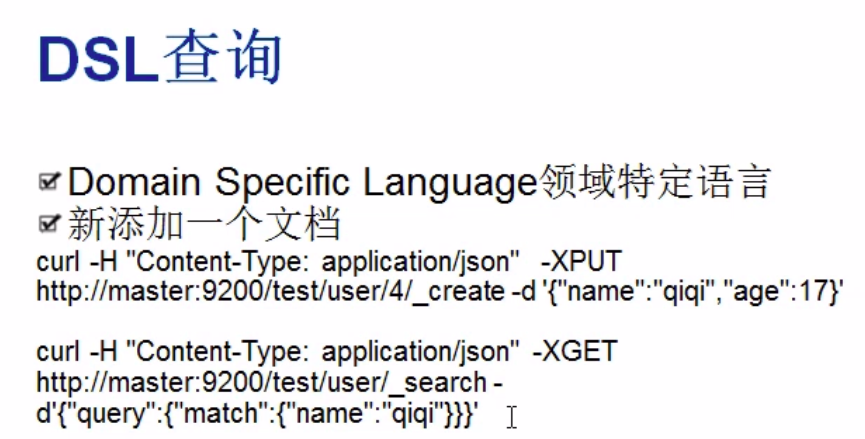 DSL查询
Domain Specific Language领域特定语言
新添加一个文档
curl -H "Content-Type: application/json"  -XPUT
http://master:9200/test/user/4/_create -d '{"name":"qiqi","age":17}'
curl -H "Content-Type: application/json" -XGET
http://master:9200/test/user/_search -
d'{"query":{"match":{"name":"qiqi"}}}'